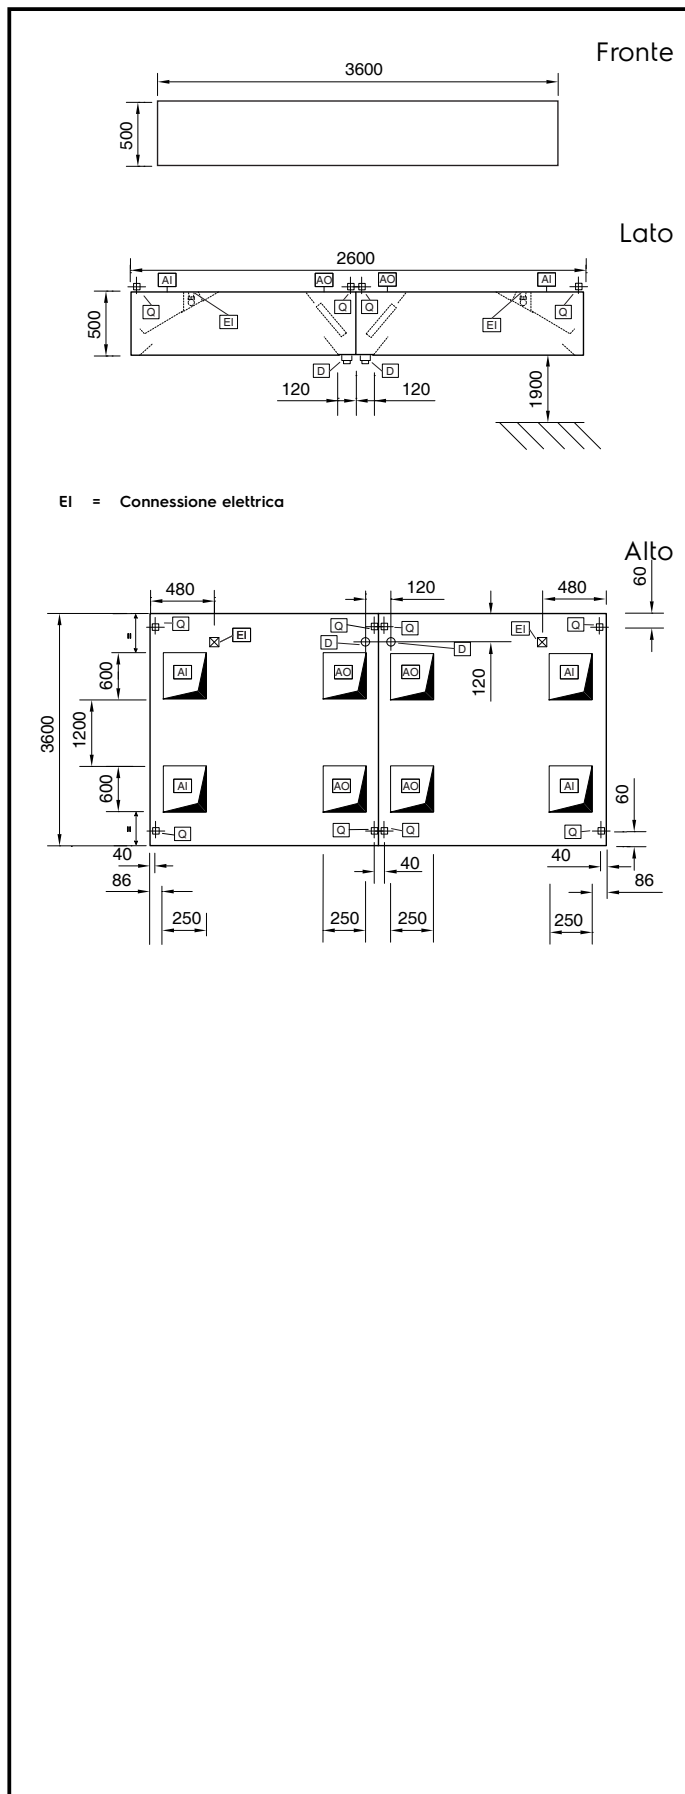 Fronte
3600
500
Lato
2600
AI AO AO AI
Q Q Q Q
EI EI
500
D D
120 120
1900
EI = Connessione elettrica
Alto
480 120 480 60
Q Q Q Q
EI EI
D D
120
600
AI AO AO AI
3600
1200
600
AI AO AO AI
60
= =
Q Q Q Q
40 40 40
86 86
250 250 250 250